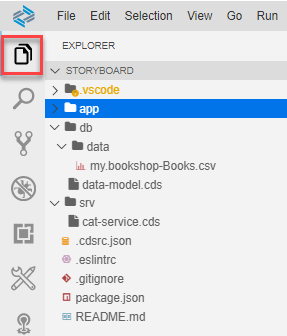 File Edit Selection View Go Run
EXPLORER
STORYBOARD
.vscode
app
db
data
my.bookshop-Books.csv
data-model.cds
srv
cat-service.cds
.cdsrc.json
.eslintrc
.gitignore
package.json
README.md